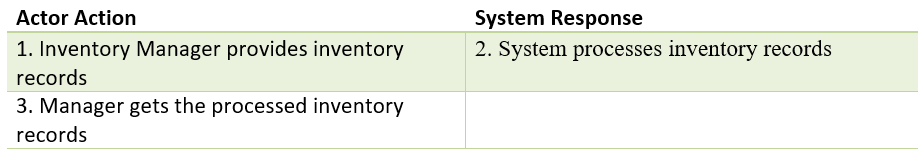 Actor Action
System Response
1. Inventory Manager provides inventory
records
2. System processes inventory records
3. Manager gets the processed inventory
records